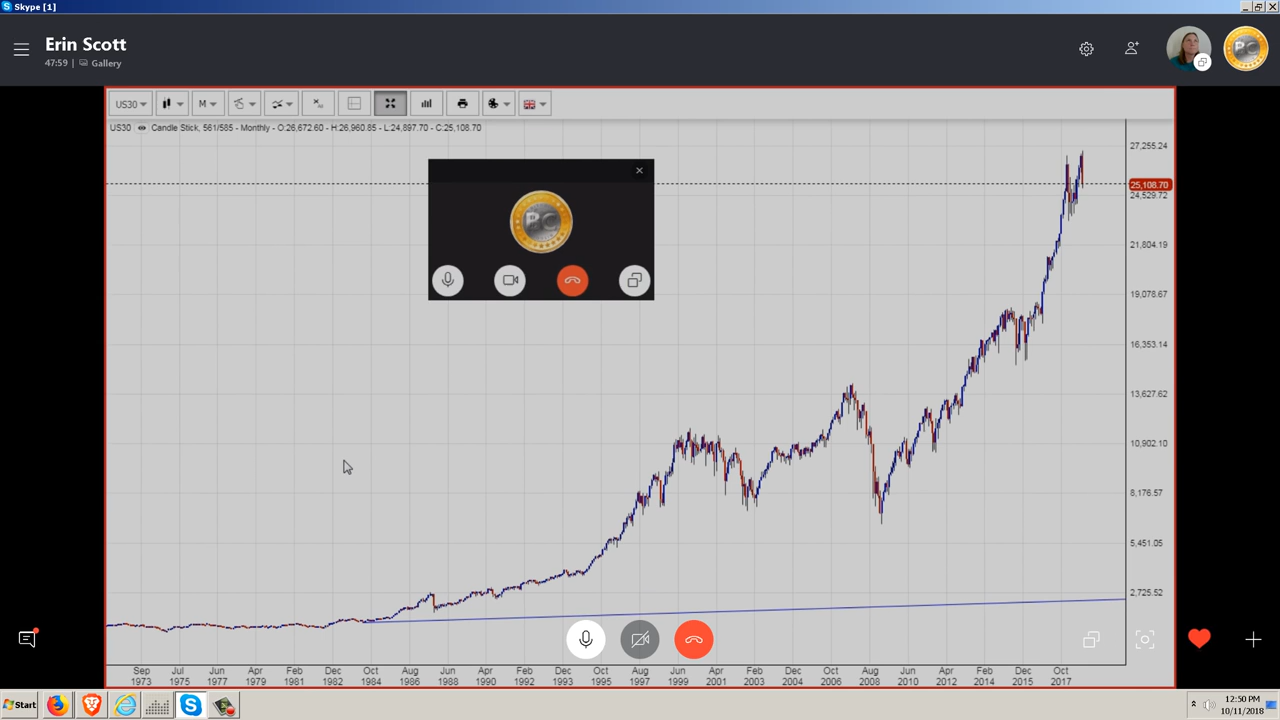 Skype [1]
Erin Scott
47:59 | Gallery
BC
US30 M
US30 Candle Stick, 561/585 - Monthly - O:26,672.60 - H:26,960.85 - L:24,897.70 - C:25,108.70
27,255.24
25,108.70
24,529.72
21,804.19
19,078.67
16,353.14
13,627.62
10,902.10
8,176.57
5,451.05
2,725.52
BC
Sep Jul Jun Apr Feb Dec Oct Apr Jun Apr Feb Dec Oct Aug Jun Apr Feb Dec Oct Aug Jun Apr Feb Dec Oct
1973 1975 1977 1979 1981 1982 1984 1986 1988 1990 1992 1993 1995 1997 1999 2001 2002 2004 2006 2008 2010 2012 2014 2015 2017
Start
12:50 PM
10/11/2018